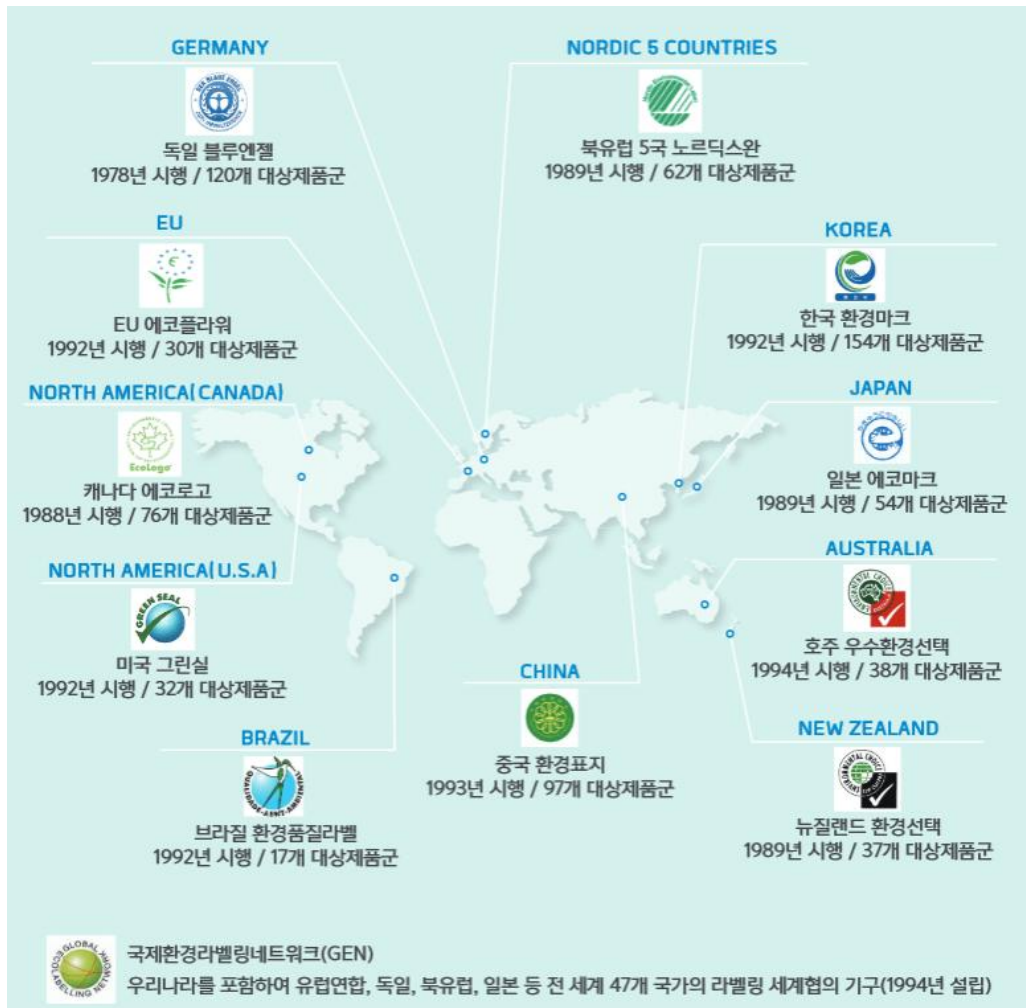 GERMANY
독일 블루엔젤
1978년 시행 / 120개 대상제품군
NORDIC 5 COUNTRIES
북유럽 5국 노르딕스완
1989년 시행 / 62개 대상제품군
EU
EU 에코플라워
1992년 시행 / 30개 대상제품군
KOREA
한국 환경마크
1992년 시행 / 154개 대상제품군
NORTH AMERICA(CANADA)
EcoLogo
캐나다 에코로고
1988년 시행 / 76개 대상제품군
JAPAN
일본 에코마크
1989년 시행 / 54개 대상제품군
NORTH AMERICA(U.S.A)
GREEN SEAL
미국 그린실
1992년 시행 / 32개 대상제품군
AUSTRALIA
ENVIRONMENTAL CHOICE
호주 우수환경선택
1994년 시행 / 38개 대상제품군
CHINA
중국 환경표지
1993년 시행 / 97개 대상제품군
BRAZIL
QUALIDADE-ABNT-AMBIENTAL
브라질 환경품질라벨
1992년 시행 / 17개 대상제품군
NEW ZEALAND
ENVIRONMENTAL CHOICE
뉴질랜드 환경선택
1989년 시행 / 37개 대상제품군
GLOBAL ECOLABELLING NETWORK
국제환경라벨링네트워크(GEN)
우리나라를 포함하여 유럽연합, 독일, 북유럽, 일본 등 전 세계 47개 국가의 라벨링 세계협의 기구(1994년 설립)